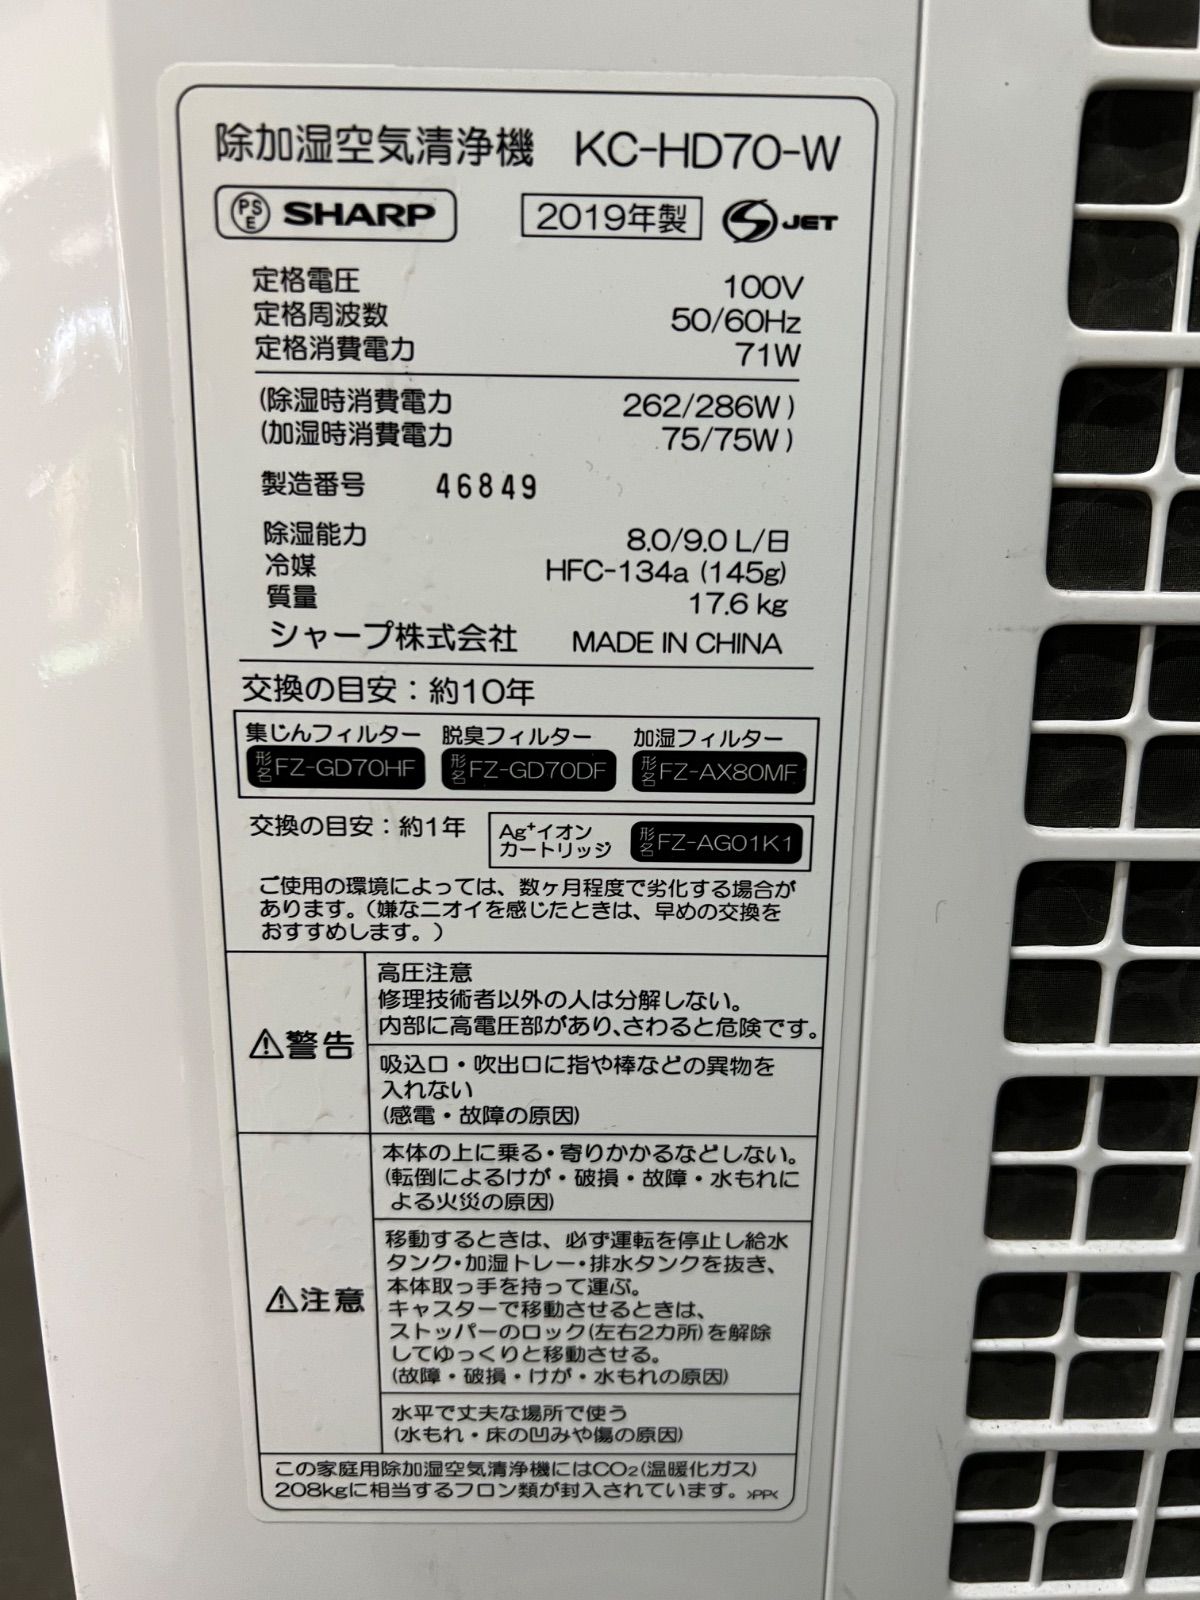 除加湿空気清浄機 KC-HD70-W
PSE SHARP 2019年製 S JET
定格電圧 100V
定格周波数 50/60Hz
定格消費電力 71W
(除湿時消費電力 262/286W)
(加湿時消費電力 75/75W)
製造番号 46849
除湿能力 8.0/9.0 L/日
冷媒 HFC-134a (145g)
質量 17.6 kg
シャープ株式会社 MADE IN CHINA
交換の目安:約10年
集じんフィルター 脱臭フィルター 加湿フィルター
形名 FZ-GD70HF 形名 FZ-GD70DF 形名 FZ-AX80MF
交換の目安:約1年 Ag⁺イオンカートリッジ 形名 FZ-AG01K1
ご使用の環境によっては、数ヶ月程度で劣化する場合が
あります。(嫌なニオイを感じたときは、早めの交換を
おすすめします。)
⚠警告
高圧注意
修理技術者以外の人は分解しない。
内部に高電圧部があり、さわると危険です。
吸込口・吹出口に指や棒などの異物を
入れない
(感電・故障の原因)
⚠注意
本体の上に乗る・寄りかかるなどしない。
(転倒によるけが・破損・故障・水もれに
よる火災の原因)
移動するときは、必ず運転を停止し給水
タンク・加湿トレー・排水タンクを抜き、
本体取っ手を持って運ぶ。
キャスターで移動させるときは、
ストッパーのロック(左右2カ所)を解除
してゆっくりと移動させる。
(故障・破損・けが・水もれの原因)
水平で丈夫な場所で使う
(水もれ・床の凹みや傷の原因)
この家庭用除加湿空気清浄機にはCO₂(温暖化ガス)
208kgに相当するフロン類が封入されています。>PP<